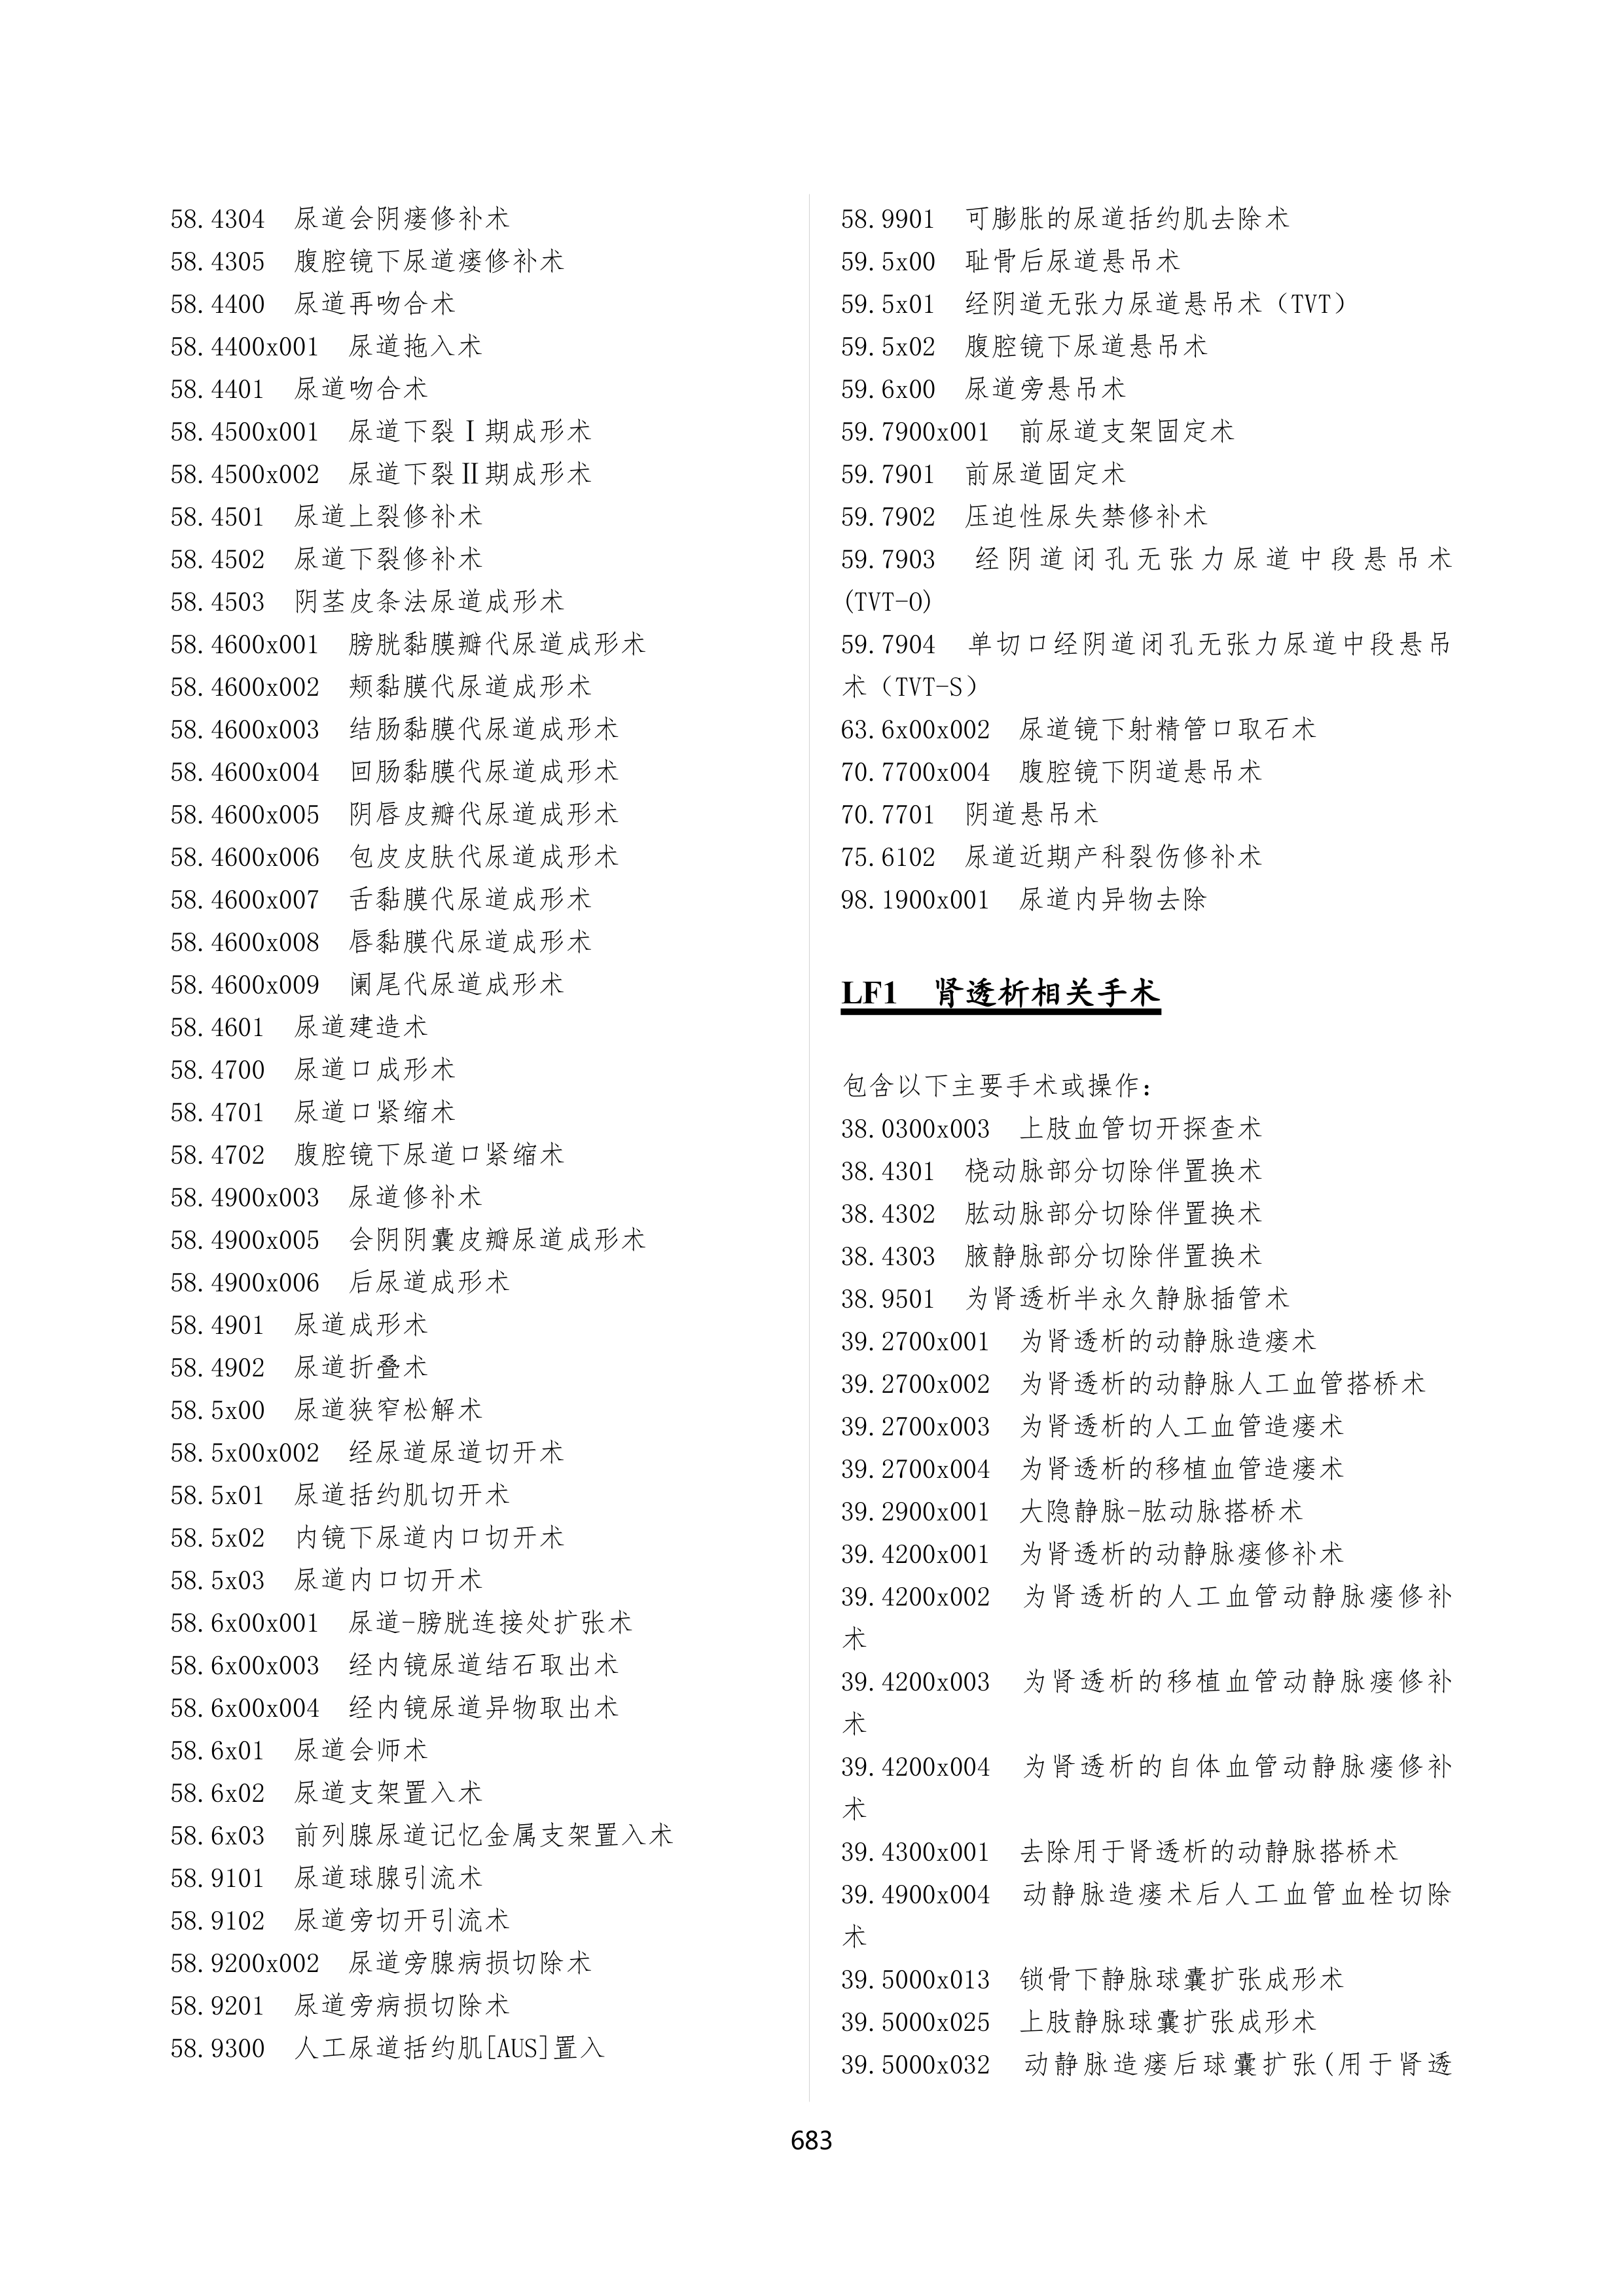 58.4304 尿道会阴瘘修补术
58.4305 腹腔镜下尿道瘘修补术
58.4400 尿道再吻合术
58.4400x001 尿道拖入术
58.4401 尿道吻合术
58.4500x001 尿道下裂Ⅰ期成形术
58.4500x002 尿道下裂Ⅱ期成形术
58.4501 尿道上裂修补术
58.4502 尿道下裂修补术
58.4503 阴茎皮条法尿道成形术
58.4600x001 膀胱黏膜瓣代尿道成形术
58.4600x002 颊黏膜代尿道成形术
58.4600x003 结肠黏膜代尿道成形术
58.4600x004 回肠黏膜代尿道成形术
58.4600x005 阴唇皮瓣代尿道成形术
58.4600x006 包皮皮肤代尿道成形术
58.4600x007 舌黏膜代尿道成形术
58.4600x008 唇黏膜代尿道成形术
58.4600x009 阑尾代尿道成形术
58.4601 尿道建造术
58.4700 尿道口成形术
58.4701 尿道口紧缩术
58.4702 腹腔镜下尿道口紧缩术
58.4900x003 尿道修补术
58.4900x005 会阴阴囊皮瓣尿道成形术
58.4900x006 后尿道成形术
58.4901 尿道成形术
58.4902 尿道折叠术
58.5x00 尿道狭窄松解术
58.5x00x002 经尿道尿道切开术
58.5x01 尿道括约肌切开术
58.5x02 内镜下尿道内口切开术
58.5x03 尿道内口切开术
58.6x00x001 尿道-膀胱连接处扩张术
58.6x00x003 经内镜尿道结石取出术
58.6x00x004 经内镜尿道异物取出术
58.6x01 尿道会师术
58.6x02 尿道支架置入术
58.6x03 前列腺尿道记忆金属支架置入术
58.9101 尿道球腺引流术
58.9102 尿道旁切开引流术
58.9200x002 尿道旁腺病损切除术
58.9201 尿道旁病损切除术
58.9300 人工尿道括约肌[AUS]置入
58.9901 可膨胀的尿道括约肌去除术
59.5x00 耻骨后尿道悬吊术
59.5x01 经阴道无张力尿道悬吊术（TVT）
59.5x02 腹腔镜下尿道悬吊术
59.6x00 尿道旁悬吊术
59.7900x001 前尿道支架固定术
59.7901 前尿道固定术
59.7902 压迫性尿失禁修补术
59.7903 经阴道闭孔无张力尿道中段悬吊术
(TVT-O)
59.7904 单切口经阴道闭孔无张力尿道中段悬吊
术（TVT-S）
63.6x00x002 尿道镜下射精管口取石术
70.7700x004 腹腔镜下阴道悬吊术
70.7701 阴道悬吊术
75.6102 尿道近期产科裂伤修补术
98.1900x001 尿道内异物去除
LF1 肾透析相关手术
包含以下主要手术或操作:
38.0300x003 上肢血管切开探查术
38.4301 桡动脉部分切除伴置换术
38.4302 肱动脉部分切除伴置换术
38.4303 腋静脉部分切除伴置换术
38.9501 为肾透析半永久静脉插管术
39.2700x001 为肾透析的动静脉造瘘术
39.2700x002 为肾透析的动静脉人工血管搭桥术
39.2700x003 为肾透析的人工血管造瘘术
39.2700x004 为肾透析的移植血管造瘘术
39.2900x001 大隐静脉-肱动脉搭桥术
39.4200x001 为肾透析的动静脉瘘修补术
39.4200x002 为肾透析的人工血管动静脉瘘修补
术
39.4200x003 为肾透析的移植血管动静脉瘘修补
术
39.4200x004 为肾透析的自体血管动静脉瘘修补
术
39.4300x001 去除用于肾透析的动静脉搭桥术
39.4900x004 动静脉造瘘术后人工血管血栓切除
术
39.5000x013 锁骨下静脉球囊扩张成形术
39.5000x025 上肢静脉球囊扩张成形术
39.5000x032 动静脉造瘘后球囊扩张(用于肾透
683